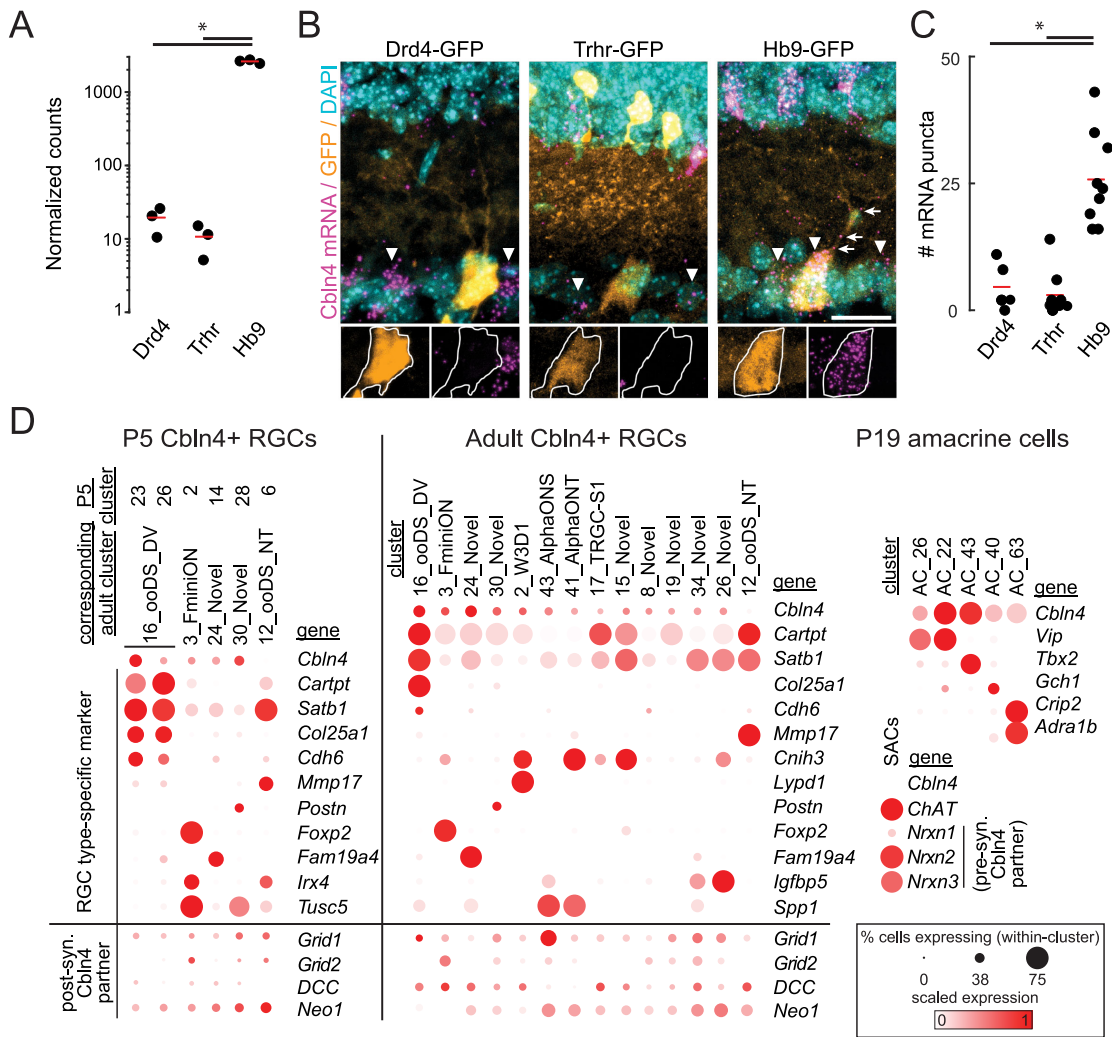 A
*
Normalized counts
1000
100
10
1
Drd4
Trhr
Hb9
B
Cbln4 mRNA / GFP / DAPI
Drd4-GFP
Trhr-GFP
Hb9-GFP
C
*
# mRNA puncta
50
25
0
Drd4
Trhr
Hb9
D
P5 Cbln4+ RGCs
P5
cluster
23
26
2
14
28
6
corresponding
adult cluster
16_ooDS_DV
3_FminiON
24_Novel
30_Novel
12_ooDS_NT
gene
Cbln4
RGC type-specific marker
Cartpt
Satb1
Col25a1
Cdh6
Mmp17
Postn
Foxp2
Fam19a4
Irx4
Tusc5
post-syn.
Cbln4
partner
Grid1
Grid2
DCC
Neo1
Adult Cbln4+ RGCs
cluster
16_ooDS_DV
3_FminiON
24_Novel
30_Novel
2_W3D1
43_AlphaONS
41_AlphaONT
17_TRGC-S1
15_Novel
8_Novel
19_Novel
34_Novel
26_Novel
12_ooDS_NT
gene
Cbln4
Cartpt
Satb1
Col25a1
Cdh6
Mmp17
Cnih3
Lypd1
Postn
Foxp2
Fam19a4
Igfbp5
Spp1
Grid1
Grid2
DCC
Neo1
P19 amacrine cells
cluster
AC_26
AC_22
AC_43
AC_40
AC_63
gene
Cbln4
Vip
Tbx2
Gch1
Crip2
Adra1b
SACs
gene
Cbln4
ChAT
Nrxn1
Nrxn2
Nrxn3
(pre-syn.
Cbln4
partner)
% cells expressing (within-cluster)
0 38 75
scaled expression
0 1